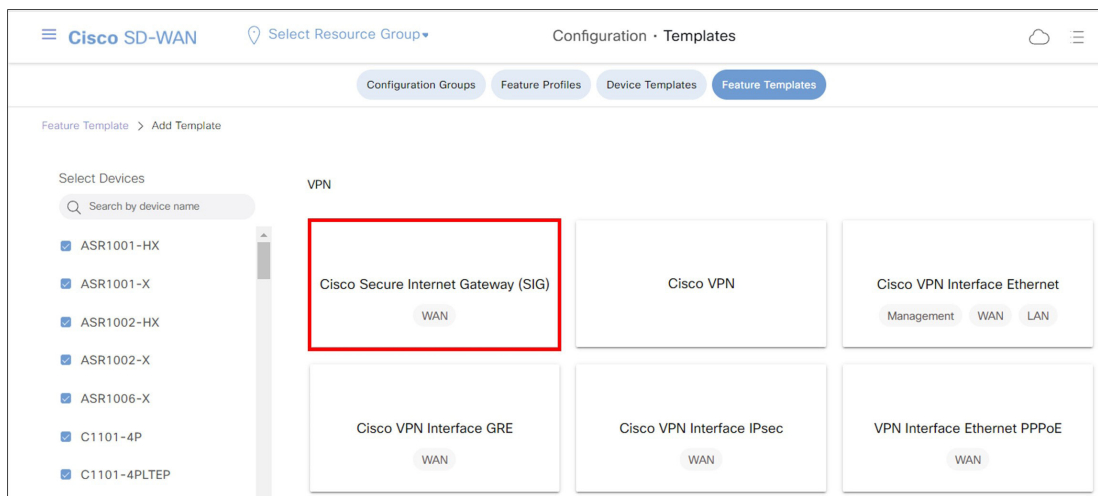 Cisco SD-WAN
Select Resource Group
Configuration · Templates
Configuration Groups
Feature Profiles
Device Templates
Feature Templates
Feature Template > Add Template
Select Devices
Search by device name
ASR1001-HX
ASR1001-X
ASR1002-HX
ASR1002-X
ASR1006-X
C1101-4P
C1101-4PLTEP
VPN
Cisco Secure Internet Gateway (SIG)
WAN
Cisco VPN
Cisco VPN Interface Ethernet
Management WAN LAN
Cisco VPN Interface GRE
WAN
Cisco VPN Interface IPsec
WAN
VPN Interface Ethernet PPPoE
WAN